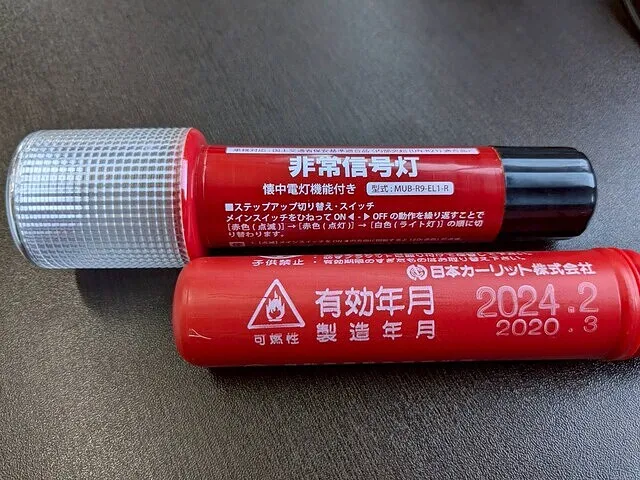 非常信号灯
懐中電灯機能付き 型式：MUB-R9-EL1-R
■ステップアップ切り替え・スイッチ
メインスイッチをひねってON◀-▶OFFの動作を繰り返すことで
［赤色（点滅）］→［赤色（点灯）］→［白色（ライト灯）］の順に切
り替わります。
子供禁止
日本カーリット株式会社
可燃性
有効年月 2024.2
製造年月 2020.3